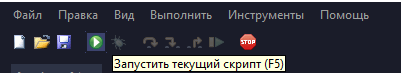 Файл Правка Вид Выполнить Инструменты Помощь
STOP
Запустить текущий скрипт (F5)